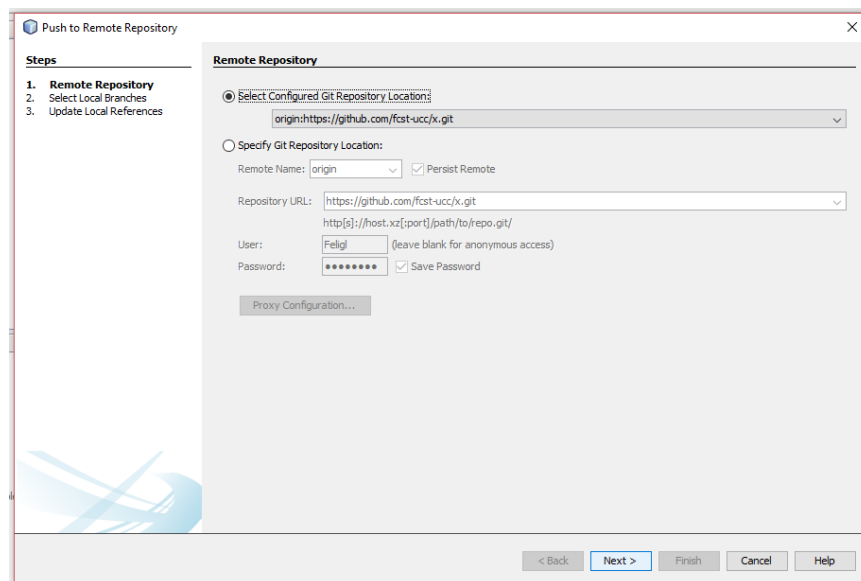 Push to Remote Repository
Steps
1. Remote Repository
2. Select Local Branches
3. Update Local References
Remote Repository
Select Configured Git Repository Location:
origin:https://github.com/fcst-ucc/x.git
Specify Git Repository Location:
Remote Name: origin Persist Remote
Repository URL: https://github.com/fcst-ucc/x.git
http[s]://host.xz[:port]/path/to/repo.git/
User: Feligl (leave blank for anonymous access)
Password: ●●●●●●●● Save Password
Proxy Configuration...
< Back Next > Finish Cancel Help